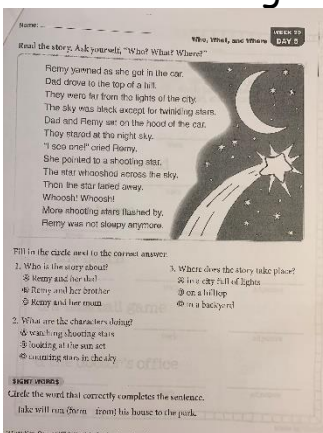 Name:
WEEK 20
Who, What, and Where DAY 5
Read the story. Ask yourself, "Who? What? Where?"
Remy yawned as she got in the car.
Dad drove to the top of a hill.
They were far from the lights of the city.
The sky was black except for twinkling stars.
Dad and Remy sat on the hood of the car.
They stared at the night sky.
"I see one!" cried Remy.
She pointed to a shooting star.
The star whooshed across the sky.
Then the star faded away.
Whoosh! Whoosh!
More shooting stars flashed by.
Remy was not sleepy anymore.
Fill in the circle next to the correct answer.
1. Who is the story about?
Ⓐ Remy and her dad
Ⓑ Remy and her brother
Ⓒ Remy and her mom
2. What are the characters doing?
Ⓐ watching shooting stars
Ⓑ looking at the sun set
Ⓒ counting stars in the sky
3. Where does the story take place?
Ⓐ in a city full of lights
Ⓑ on a hilltop
Ⓒ in a backyard
SIGHT WORDS
Circle the word that correctly completes the sentence.
Jake will run (form from) his house to the park.